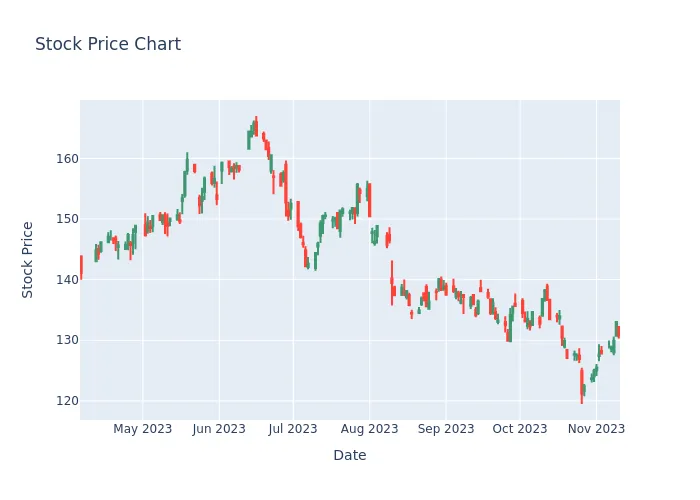 Stock Price Chart
Stock Price
160
150
140
130
120
May 2023
Jun 2023
Jul 2023
Aug 2023
Sep 2023
Oct 2023
Nov 2023
Date